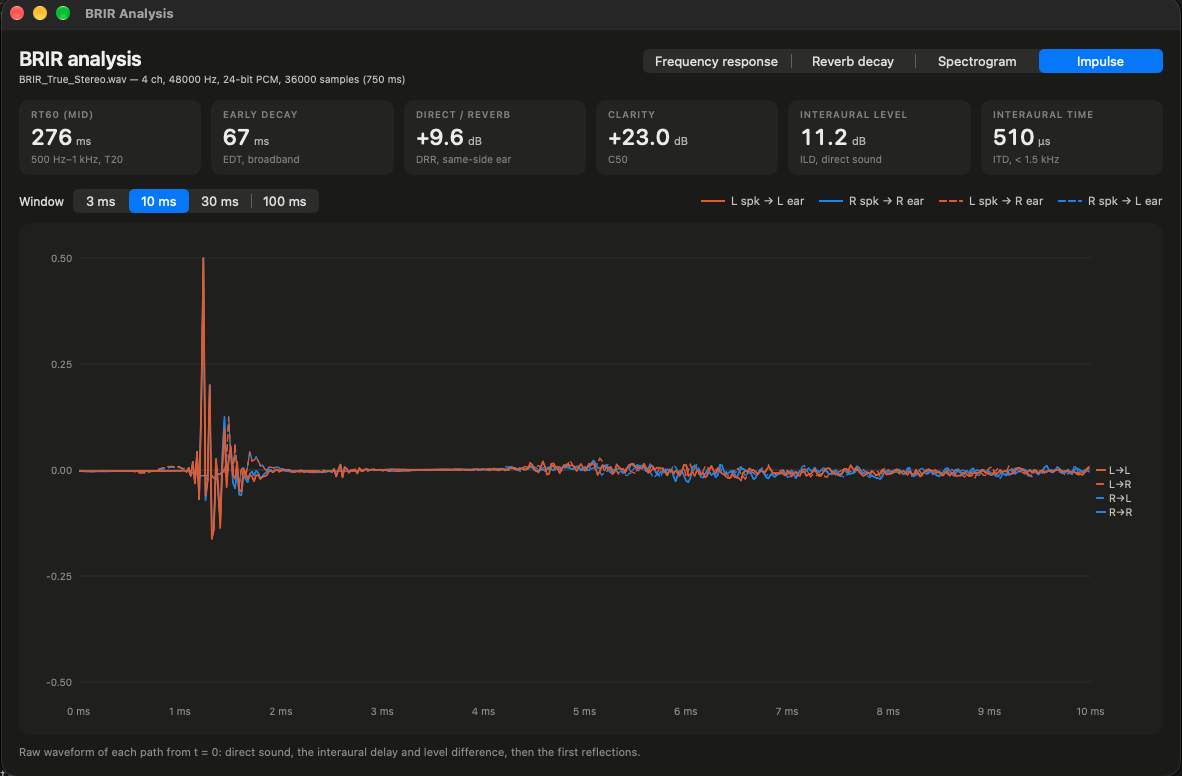 BRIR Analysis
BRIR analysis
BRIR_True_Stereo.wav — 4 ch, 48000 Hz, 24-bit PCM, 36000 samples (750 ms)
Frequency response
Reverb decay
Spectrogram
Impulse
RT60 (MID)
276 ms
500 Hz–1 kHz, T20
EARLY DECAY
67 ms
EDT, broadband
DIRECT / REVERB
+9.6 dB
DRR, same-side ear
CLARITY
+23.0 dB
C50
INTERAURAL LEVEL
11.2 dB
ILD, direct sound
INTERAURAL TIME
510 µs
ITD, < 1.5 kHz
Window
3 ms
10 ms
30 ms
100 ms
L spk → L ear
R spk → R ear
L spk → R ear
R spk → L ear
0.50
0.25
0.00
-0.25
-0.50
L→L
L→R
R→L
R→R
0 ms
1 ms
2 ms
3 ms
4 ms
5 ms
6 ms
7 ms
8 ms
9 ms
10 ms
Raw waveform of each path from t = 0: direct sound, the interaural delay and level difference, then the first reflections.